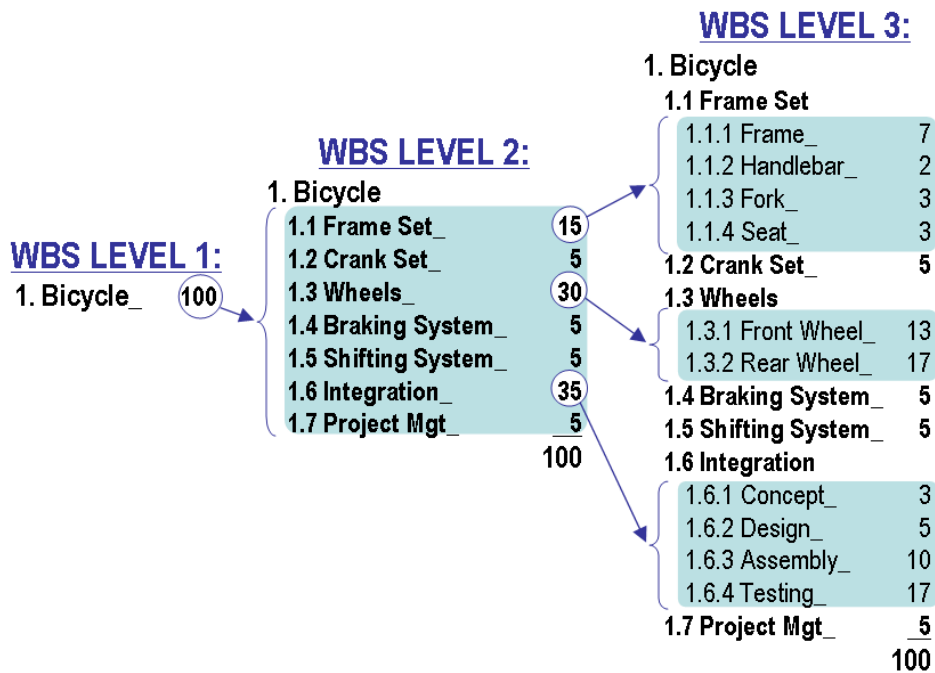 WBS LEVEL 1:
1. Bicycle_ 100
WBS LEVEL 2:
1. Bicycle
1.1 Frame Set_ 15
1.2 Crank Set_ 5
1.3 Wheels_ 30
1.4 Braking System_ 5
1.5 Shifting System_ 5
1.6 Integration_ 35
1.7 Project Mgt_ 5
100
WBS LEVEL 3:
1. Bicycle
1.1 Frame Set
1.1.1 Frame_ 7
1.1.2 Handlebar_ 2
1.1.3 Fork_ 3
1.1.4 Seat_ 3
1.2 Crank Set_ 5
1.3 Wheels
1.3.1 Front Wheel_ 13
1.3.2 Rear Wheel_ 17
1.4 Braking System_ 5
1.5 Shifting System_ 5
1.6 Integration
1.6.1 Concept_ 3
1.6.2 Design_ 5
1.6.3 Assembly_ 10
1.6.4 Testing_ 17
1.7 Project Mgt_ 5
100